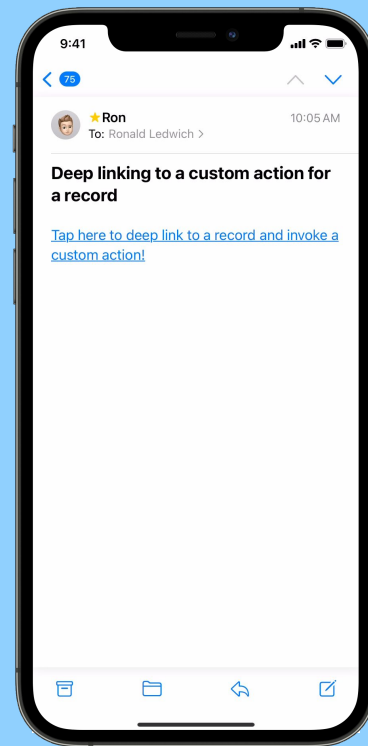 9:41
75
Ron
10:05 AM
To: Ronald Ledwich >
Deep linking to a custom action for
a record
Tap here to deep link to a record and invoke a
custom action!